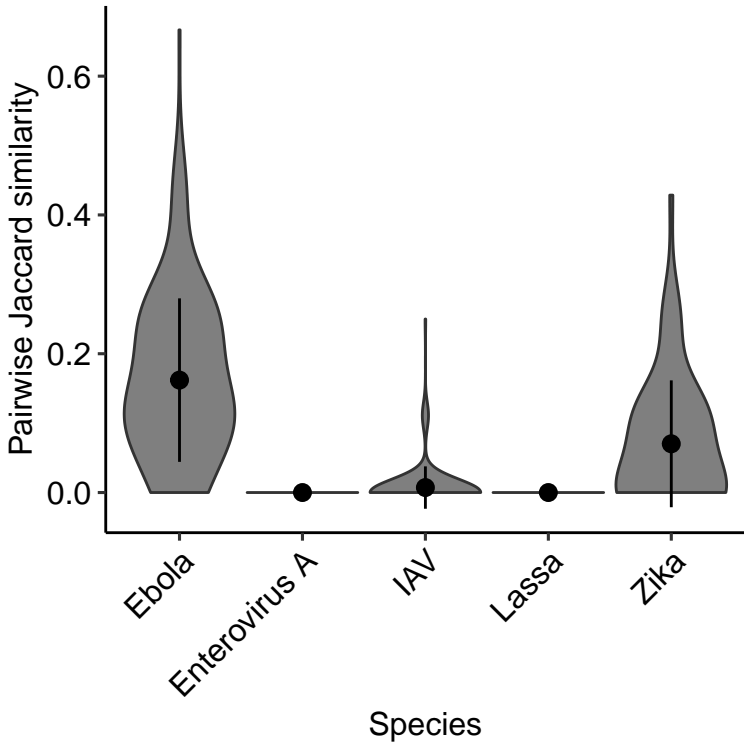 Pairwise Jaccard similarity
0.6
0.4
0.2
0.0
Ebola
Enterovirus A
IAV
Lassa
Zika
Species